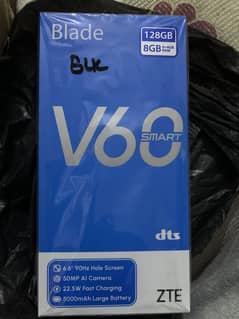 Blade
128GB
8GB
BLK
V60
SMART
dts
6.6" 90Hz Hole Screen
50MP AI Camera
22.5W Fast Charging
5000mAh Large Battery
ZTE